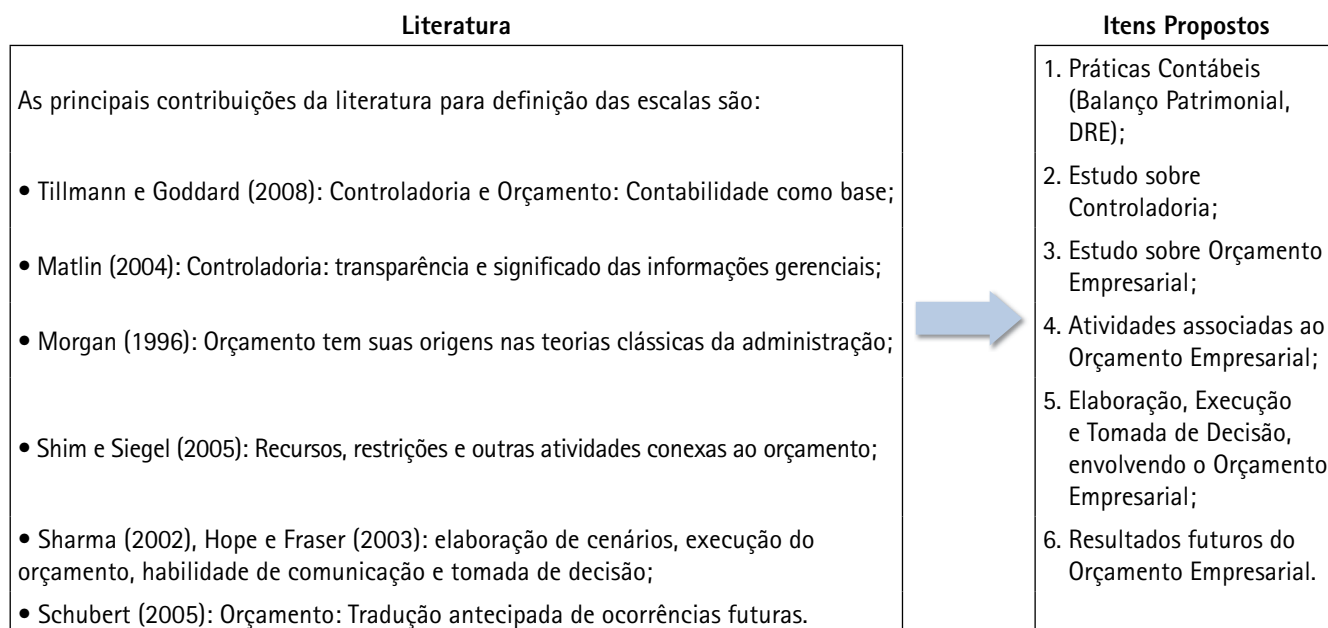 Literatura
As principais contribuições da literatura para definição das escalas são:
• Tillmann e Goddard (2008): Controladoria e Orçamento: Contabilidade como base;
• Matlin (2004): Controladoria: transparência e significado das informações gerenciais;
• Morgan (1996): Orçamento tem suas origens nas teorias clássicas da administração;
• Shim e Siegel (2005): Recursos, restrições e outras atividades conexas ao orçamento;
• Sharma (2002), Hope e Fraser (2003): elaboração de cenários, execução do
orçamento, habilidade de comunicação e tomada de decisão;
• Schubert (2005): Orçamento: Tradução antecipada de ocorrências futuras.
Itens Propostos
1. Práticas Contábeis
(Balanço Patrimonial,
DRE);
2. Estudo sobre
Controladoria;
3. Estudo sobre Orçamento
Empresarial;
4. Atividades associadas ao
Orçamento Empresarial;
5. Elaboração, Execução
e Tomada de Decisão,
envolvendo o Orçamento
Empresarial;
6. Resultados futuros do
Orçamento Empresarial.